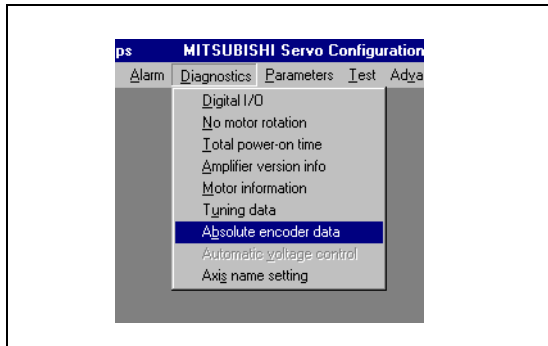 ps MITSUBISHI Servo Configuration
Alarm Diagnostics Parameters Test Adva
Digital I/O
No motor rotation
Total power-on time
Amplifier version info
Motor information
Tuning data
Absolute encoder data
Automatic voltage control
Axis name setting